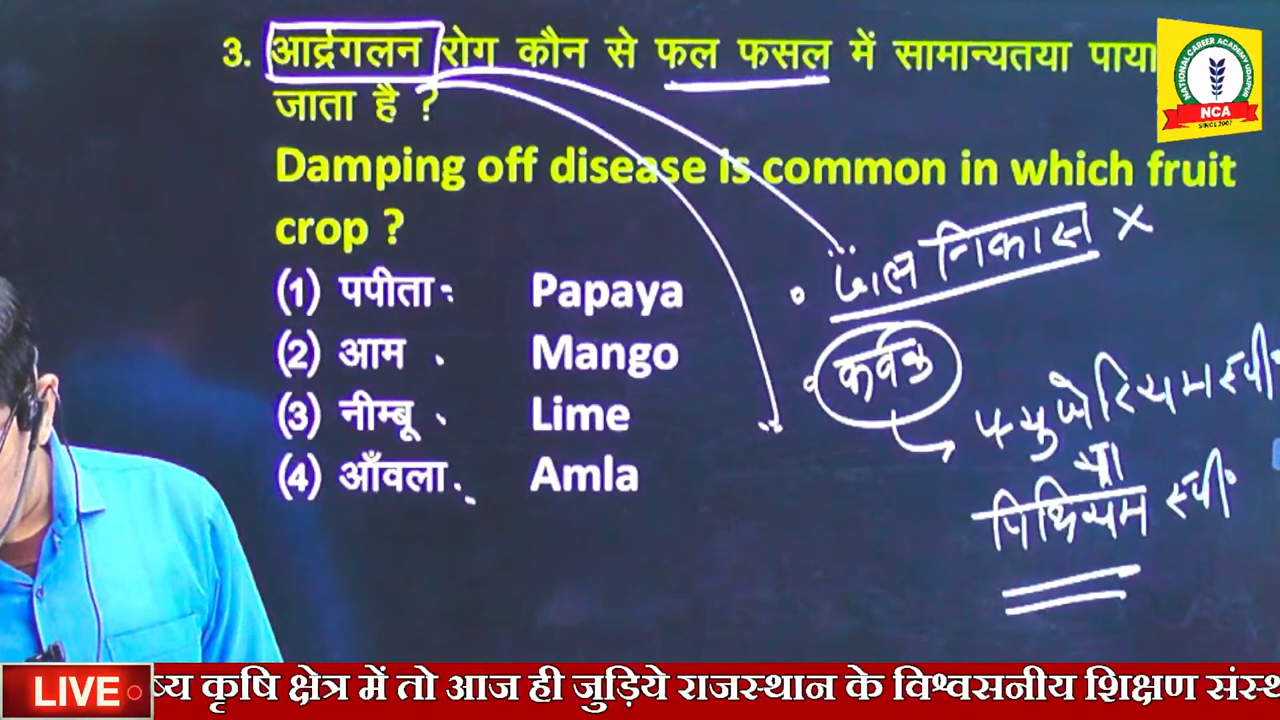 3. आर्द्रगलन रोग कौन से फल फसल में सामान्यतया पाया
जाता है ?
Damping off disease is common in which fruit
crop ?
(1) पपीता Papaya
(2) आम Mango
(3) नीम्बू Lime
(4) आँवला Amla
जल निकास ×
कवक
फ्युजेरियम स्पी॰
या
पिथियम स्पी॰
NATIONAL CAREER ACADEMY UDAIPUR
NCA
SINCE 2007
LIVE
ष्य कृषि क्षेत्र में तो आज ही जुड़िये राजस्थान के विश्वसनीय शिक्षण संस्थ